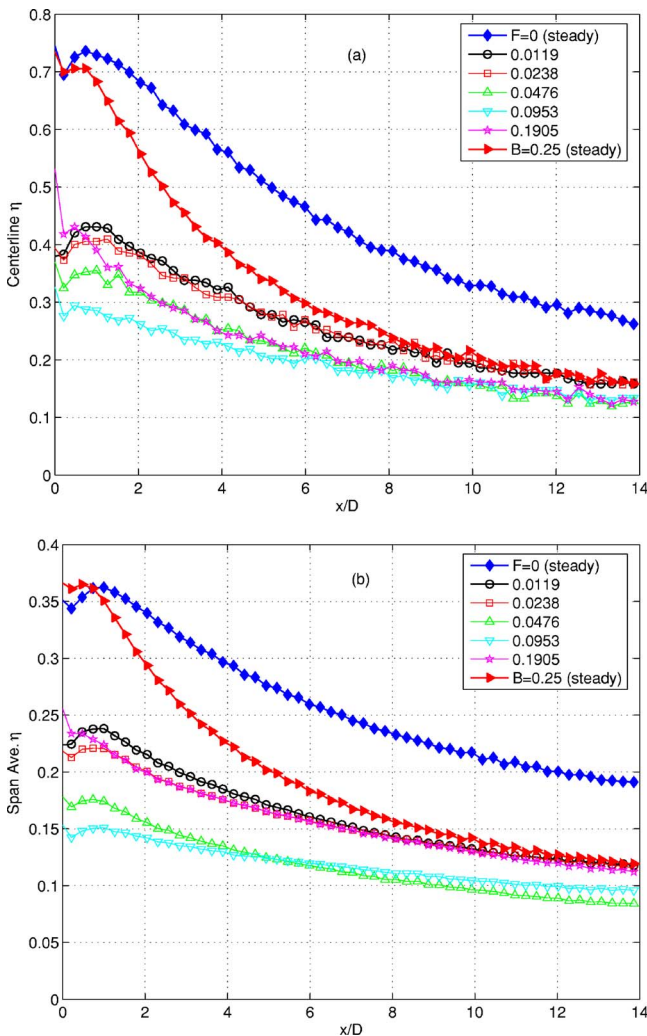 0.8
0.7
0.6
0.5
0.4
0.3
0.2
0.1
0
Centerline η
(a)
F=0 (steady)
0.0119
0.0238
0.0476
0.0953
0.1905
B=0.25 (steady)
0 2 4 6 8 10 12 14
x/D
0.4
0.35
0.3
0.25
0.2
0.15
0.1
0.05
0
Span Ave. η
(b)
F=0 (steady)
0.0119
0.0238
0.0476
0.0953
0.1905
B=0.25 (steady)
0 2 4 6 8 10 12 14
x/D